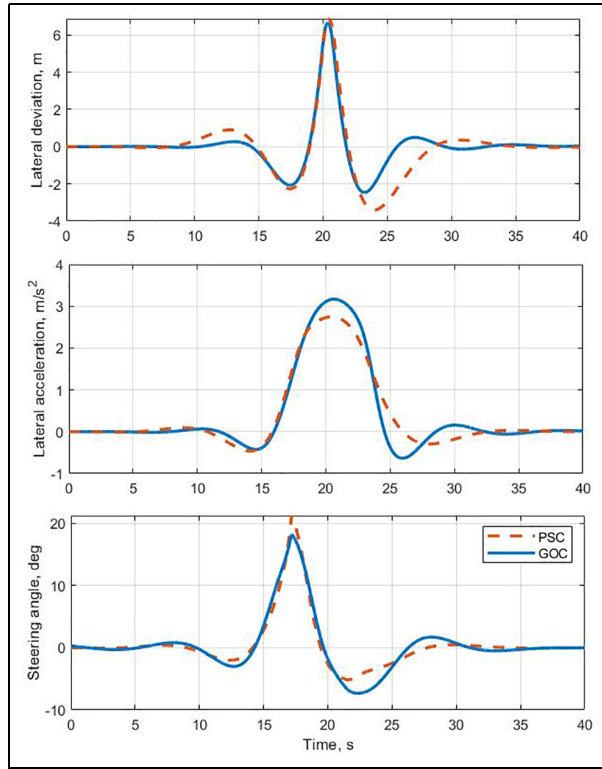 Lateral deviation, m
6
4
2
0
-2
-4
0 5 10 15 20 25 30 35 40
Lateral acceleration, m/s²
4
3
2
1
0
-1
0 5 10 15 20 25 30 35 40
Steering angle, deg
20
10
0
-10
PSC
GOC
0 5 10 15 20 25 30 35 40
Time, s